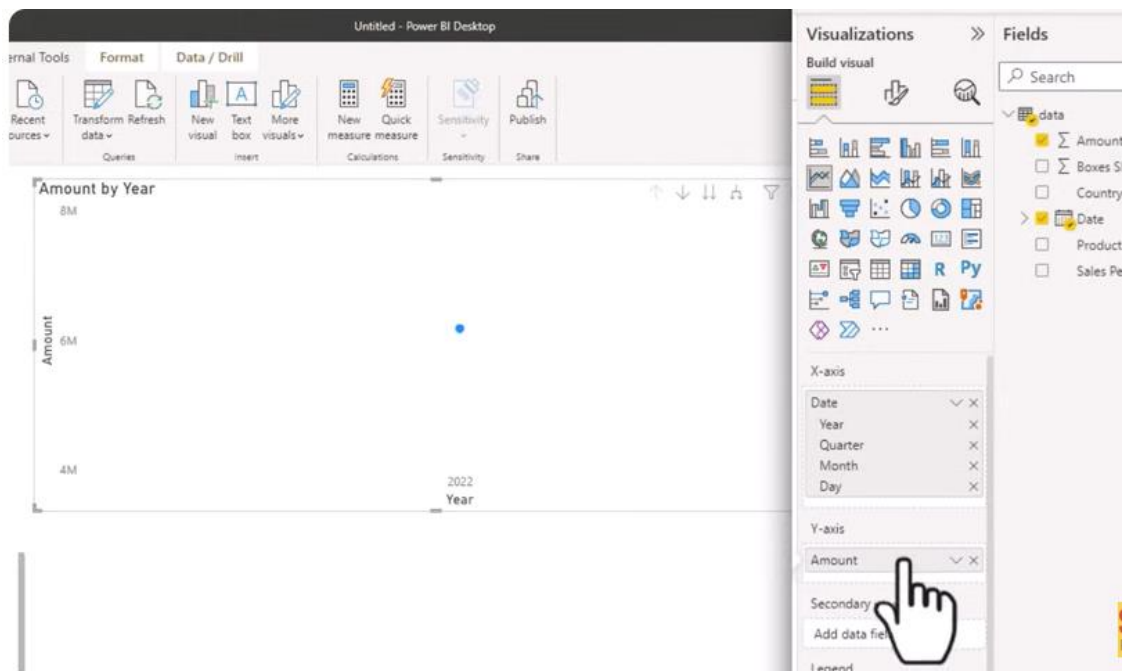 Untitled - Power BI Desktop
ernal Tools
Format
Data / Drill
Recent
ources
Transform
data
Refresh
New
visual
Text
box
More
visuals
New
measure
Quick
measure
Sensitivity
Publish
Queries
Insert
Calculations
Sensitivity
Share
Amount by Year
8M
6M
4M
Amount
2022
Year
Visualizations
Build visual
R
Py
123
X-axis
Date
Year
Quarter
Month
Day
Y-axis
Amount
Secondary
Add data fiel
Legend
Fields
Search
data
Amount
Boxes S
Country
Date
Product
Sales Pe